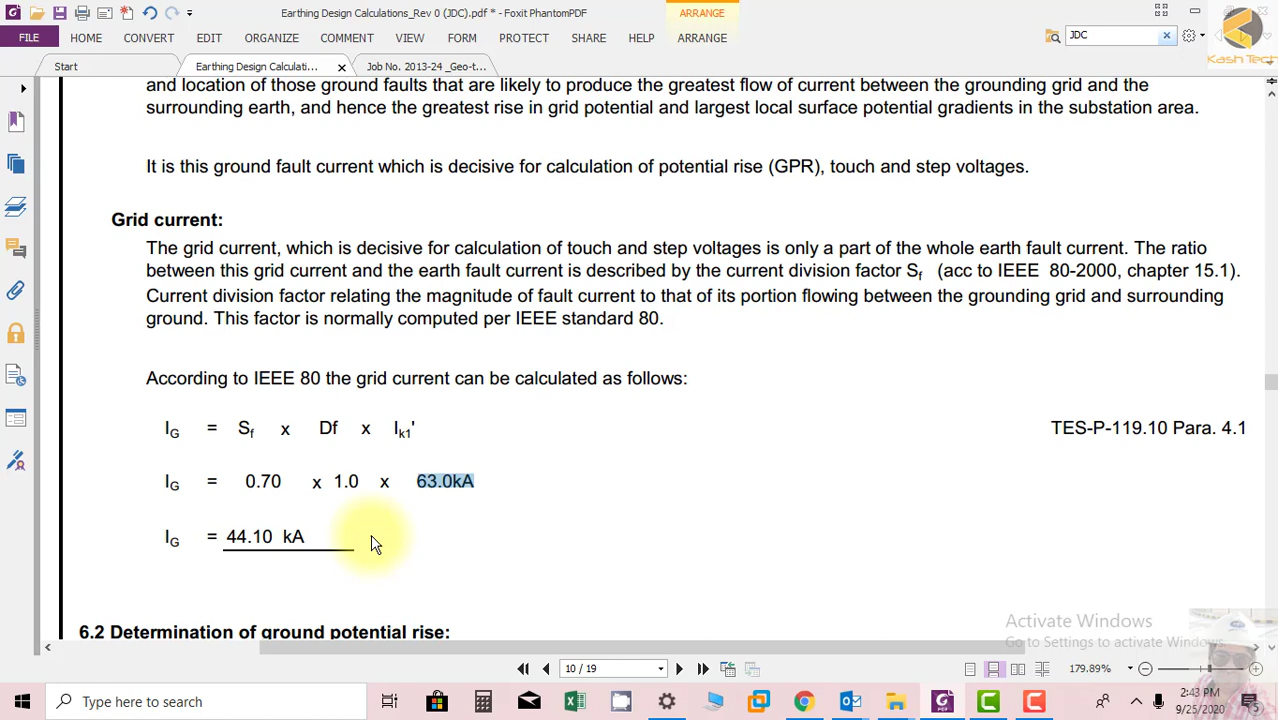 Earthing Design Calculations_Rev 0 (JDC).pdf * - Foxit PhantomPDF
ARRANGE
FILE
HOME
CONVERT
EDIT
ORGANIZE
COMMENT
VIEW
FORM
PROTECT
SHARE
HELP
ARRANGE
JDC
Kash Tech
Start
Earthing Design Calculati...
Job No. 2013-24 _Geo-t...
and location of those ground faults that are likely to produce the greatest flow of current between the grounding grid and the
surrounding earth, and hence the greatest rise in grid potential and largest local surface potential gradients in the substation area.
It is this ground fault current which is decisive for calculation of potential rise (GPR), touch and step voltages.
Grid current:
The grid current, which is decisive for calculation of touch and step voltages is only a part of the whole earth fault current. The ratio
between this grid current and the earth fault current is described by the current division factor Sf (acc to IEEE 80-2000, chapter 15.1).
Current division factor relating the magnitude of fault current to that of its portion flowing between the grounding grid and surrounding
ground. This factor is normally computed per IEEE standard 80.
According to IEEE 80 the grid current can be calculated as follows:
IG = Sf x Df x Ik1'
TES-P-119.10 Para. 4.1
IG = 0.70 x 1.0 x 63.0kA
IG = 44.10 kA
6.2 Determination of ground potential rise:
Activate Windows
Go to Settings to activate Windows.
10 / 19
179.89%
Type here to search
2:43 PM
9/25/2020